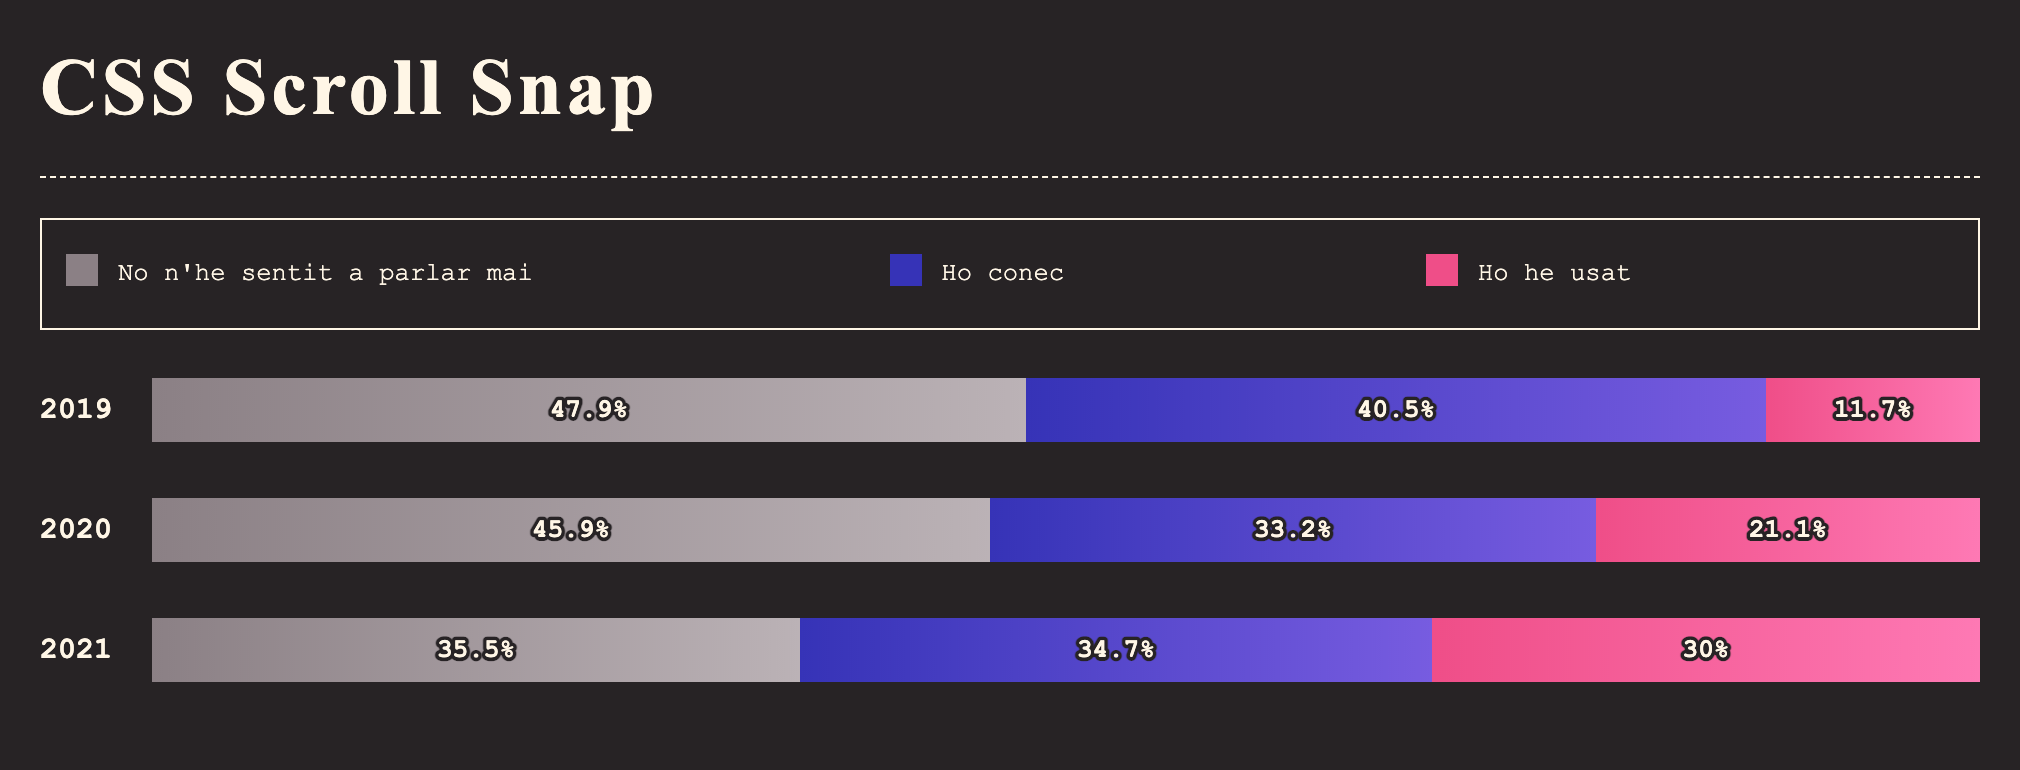 CSS Scroll Snap
No n'he sentit a parlar mai Ho conec Ho he usat
2019 47.9% 40.5% 11.7%
2020 45.9% 33.2% 21.1%
2021 35.5% 34.7% 30%